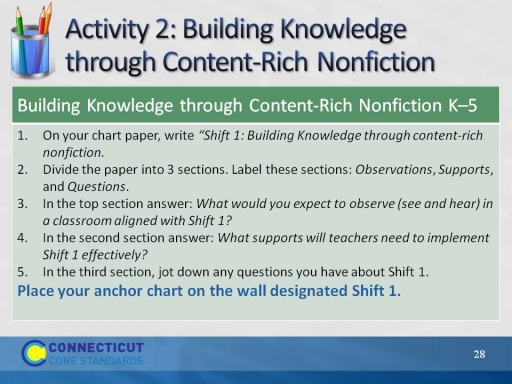 Activity 2: Building Knowledge
through Content-Rich Nonfiction
Building Knowledge through Content-Rich Nonfiction K–5
1. On your chart paper, write “Shift 1: Building Knowledge through content-rich
nonfiction.
2. Divide the paper into 3 sections. Label these sections: Observations, Supports,
and Questions.
3. In the top section answer: What would you expect to observe (see and hear) in
a classroom aligned with Shift 1?
4. In the second section answer: What supports will teachers need to implement
Shift 1 effectively?
5. In the third section, jot down any questions you have about Shift 1.
Place your anchor chart on the wall designated Shift 1.
CONNECTICUT
CORE STANDARDS
28